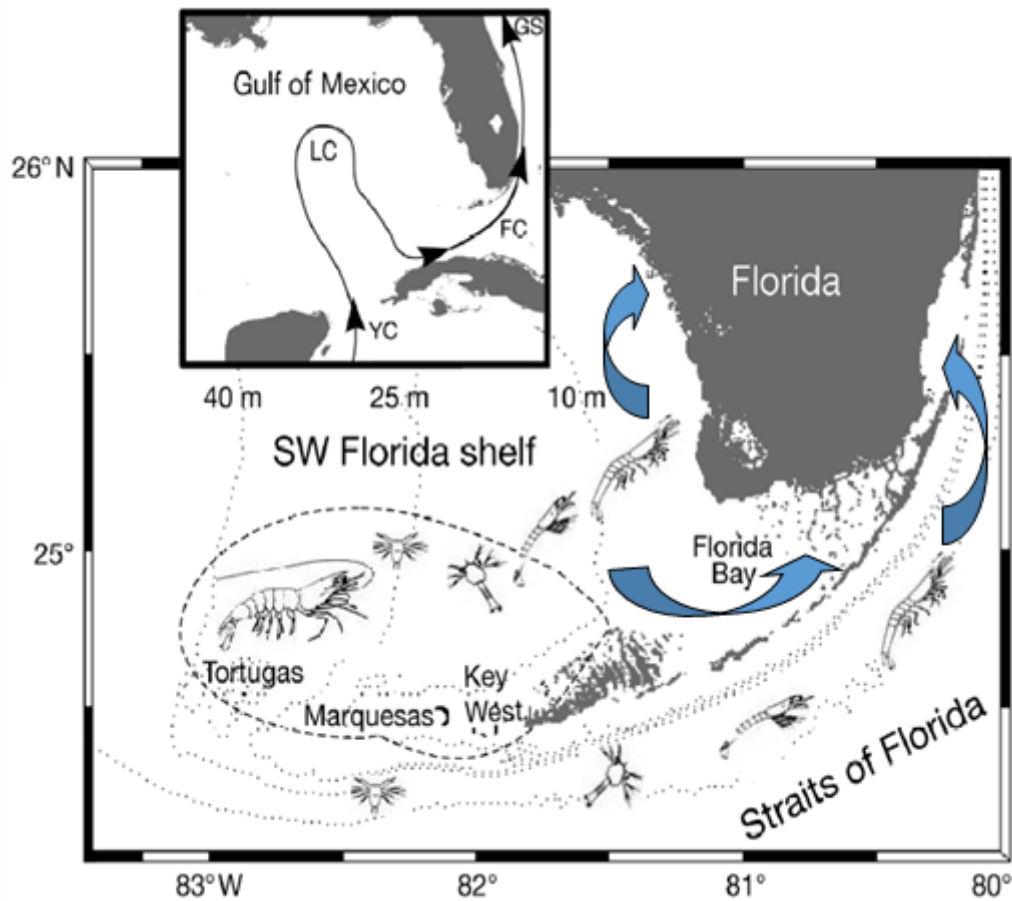 GS
Gulf of Mexico
LC
FC
YC
26° N
Florida
40 m 25 m 10 m
SW Florida shelf
25°
Florida
Bay
Tortugas
Key
West
Marquesas
Straits of Florida
83°W 82° 81° 80°